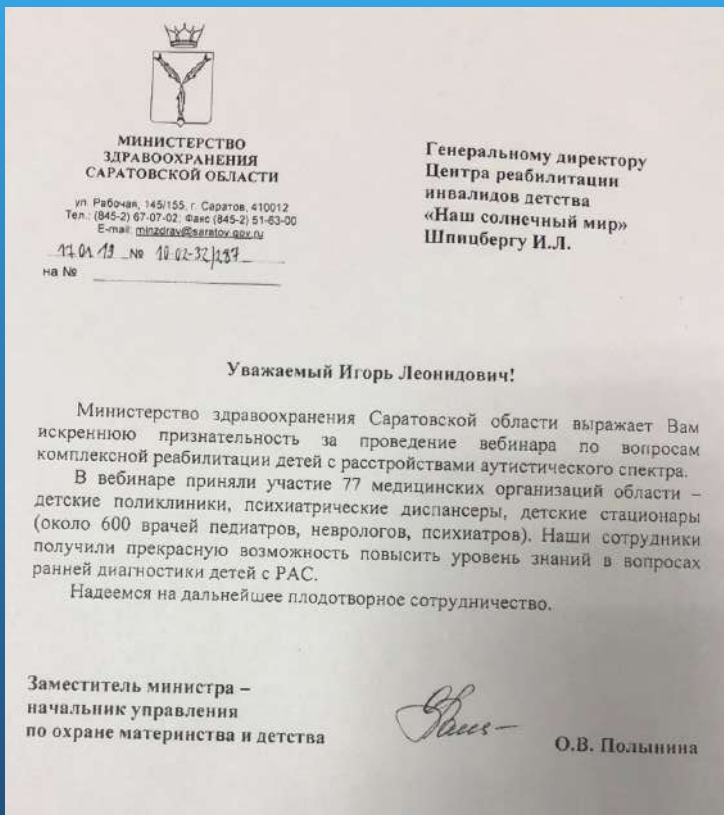 МИНИСТЕРСТВО
ЗДРАВООХРАНЕНИЯ
САРАТОВСКОЙ ОБЛАСТИ
ул. Рабочая, 145/155, г. Саратов, 410012
Тел.: (845-2) 67-07-02; Факс (845-2) 51-63-00
E-mail: minzdrav@saratov.gov.ru
17.01.19 № 10.02-32/287
на №
Генеральному директору
Центра реабилитации
инвалидов детства
«Наш солнечный мир»
Шпицбергу И.Л.
Уважаемый Игорь Леонидович!
Министерство здравоохранения Саратовской области выражает Вам
искреннюю признательность за проведение вебинара по вопросам
комплексной реабилитации детей с расстройствами аутистического спектра.
В вебинаре приняли участие 77 медицинских организаций области –
детские поликлиники, психиатрические диспансеры, детские стационары
(около 600 врачей педиатров, неврологов, психиатров). Наши сотрудники
получили прекрасную возможность повысить уровень знаний в вопросах
ранней диагностики детей с РАС.
Надеемся на дальнейшее плодотворное сотрудничество.
Заместитель министра –
начальник управления
по охране материнства и детства
О.В. Полынина